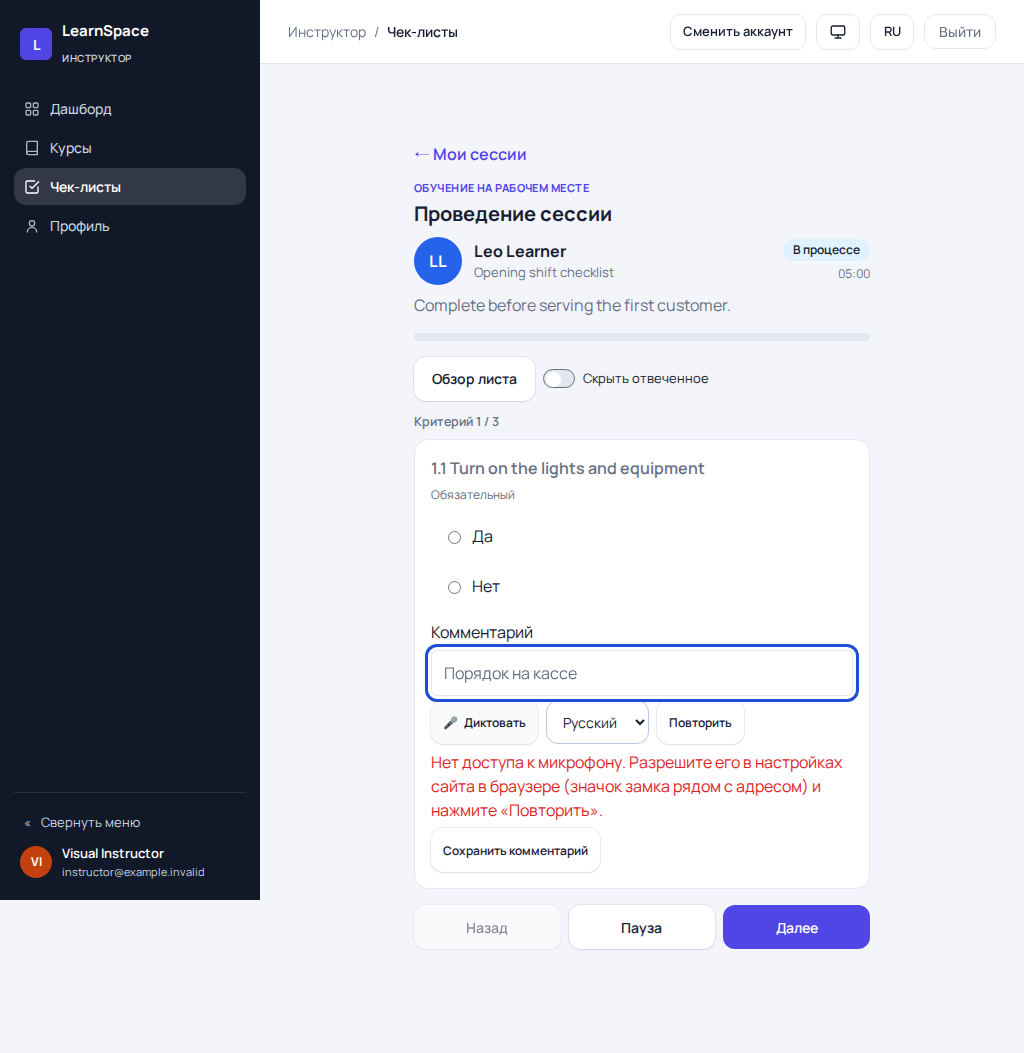 L
LearnSpace
ИНСТРУКТОР
Дашборд
Курсы
Чек-листы
Профиль
« Свернуть меню
VI
Visual Instructor
instructor@example.invalid
Инструктор / Чек-листы
Сменить аккаунт
RU
Выйти
← Мои сессии
ОБУЧЕНИЕ НА РАБОЧЕМ МЕСТЕ
Проведение сессии
LL
Leo Learner
Opening shift checklist
В процессе
05:00
Complete before serving the first customer.
Обзор листа
Скрыть отвеченное
Критерий 1 / 3
1.1 Turn on the lights and equipment
Обязательный
Да
Нет
Комментарий
Порядок на кассе
🎤 Диктовать
Русский
Повторить
Нет доступа к микрофону. Разрешите его в настройках
сайта в браузере (значок замка рядом с адресом) и
нажмите «Повторить».
Сохранить комментарий
Назад
Пауза
Далее